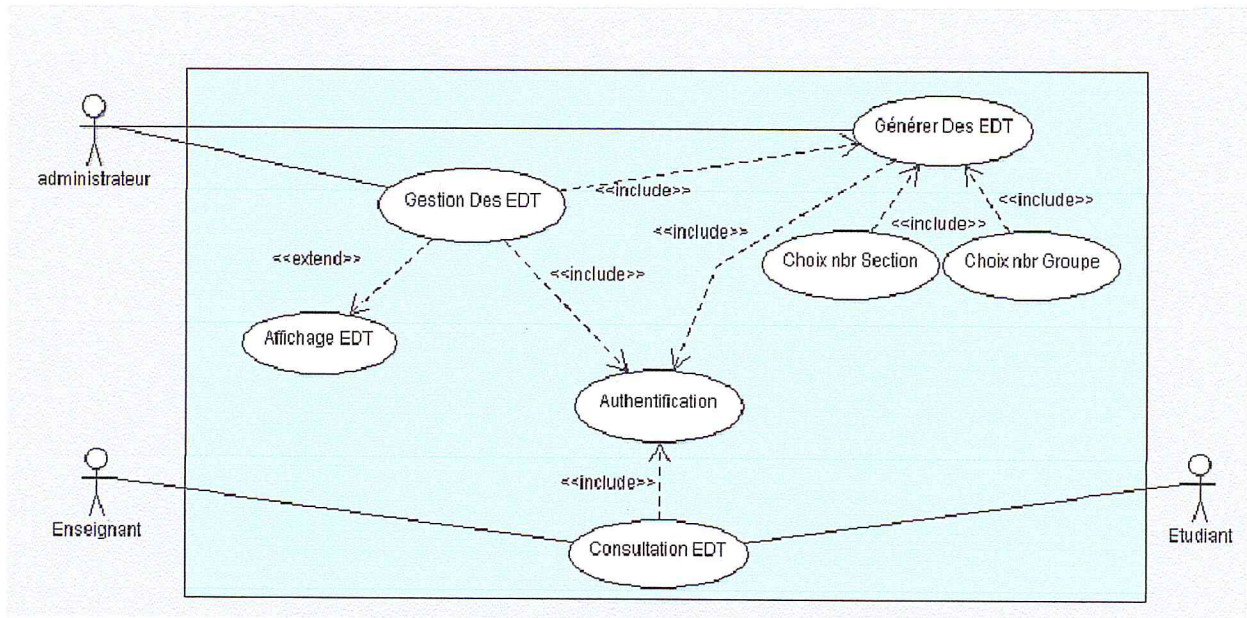 Générer Des EDT
administrateur
Gestion Des EDT
<<include>>
<<include>>
<<include>>
<<include>>
<<extend>>
<<include>>
Choix nbr Section
Choix nbr Groupe
Affichage EDT
Authentification
<<include>>
Enseignant
Consultation EDT
Etudiant